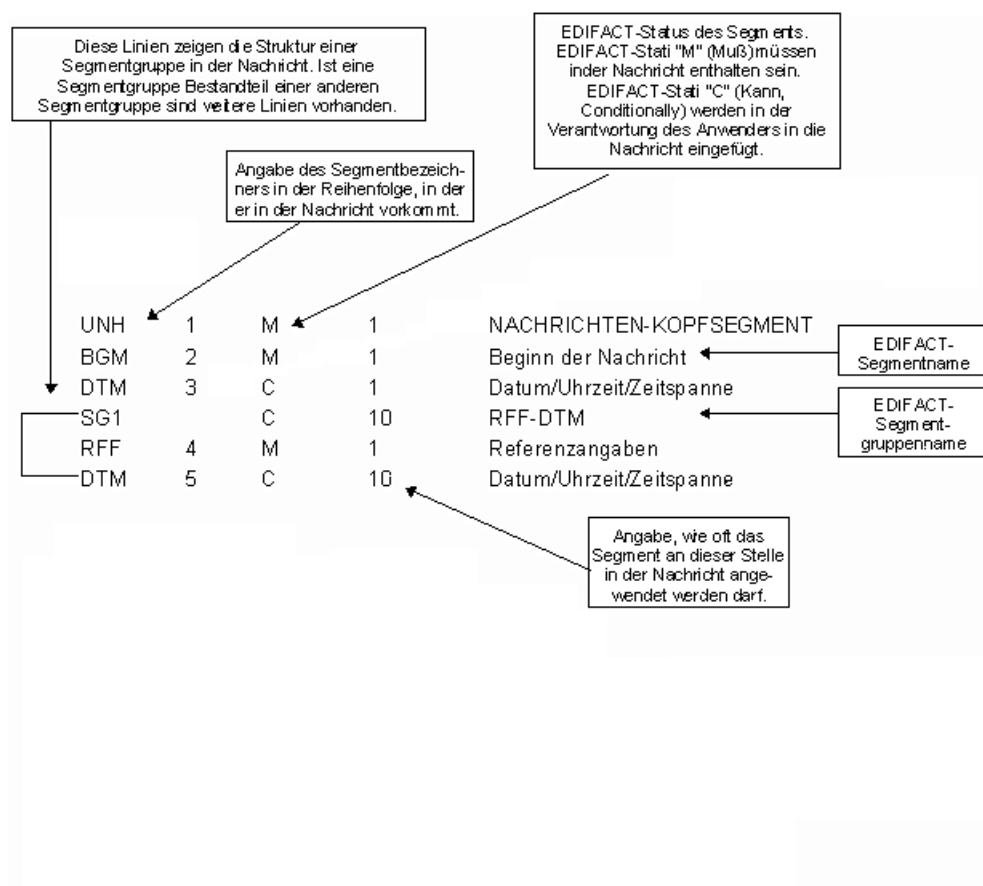 Diese Linien zeigen die Struktur einer
Segmentgruppe in der Nachricht. Ist eine
Segmentgruppe Bestandteil einer anderen
Segmentgruppe sind weitere Linien vorhanden.
EDIFACT-Status des Segments.
EDIFACT-Stati "M" (Muß) müssen
inder Nachricht enthalten sein.
EDIFACT-Stati "C" (Kann,
Conditionally) werden in der
Verantwortung des Anwenders in die
Nachricht eingefügt.
Angabe des Segmentbezeich-
ners in der Reihenfolge, in der
er in der Nachricht vorkommt.
UNH 1 M 1 NACHRICHTEN-KOPFSEGMENT
BGM 2 M 1 Beginn der Nachricht
DTM 3 C 1 Datum/Uhrzeit/Zeitspanne
SG1 C 10 RFF-DTM
RFF 4 M 1 Referenzangaben
DTM 5 C 10 Datum/Uhrzeit/Zeitspanne
EDIFACT-
Segmentname
EDIFACT-
Segment-
gruppenname
Angabe, wie oft das
Segment an dieser Stelle
in der Nachricht ange-
wendet werden darf.